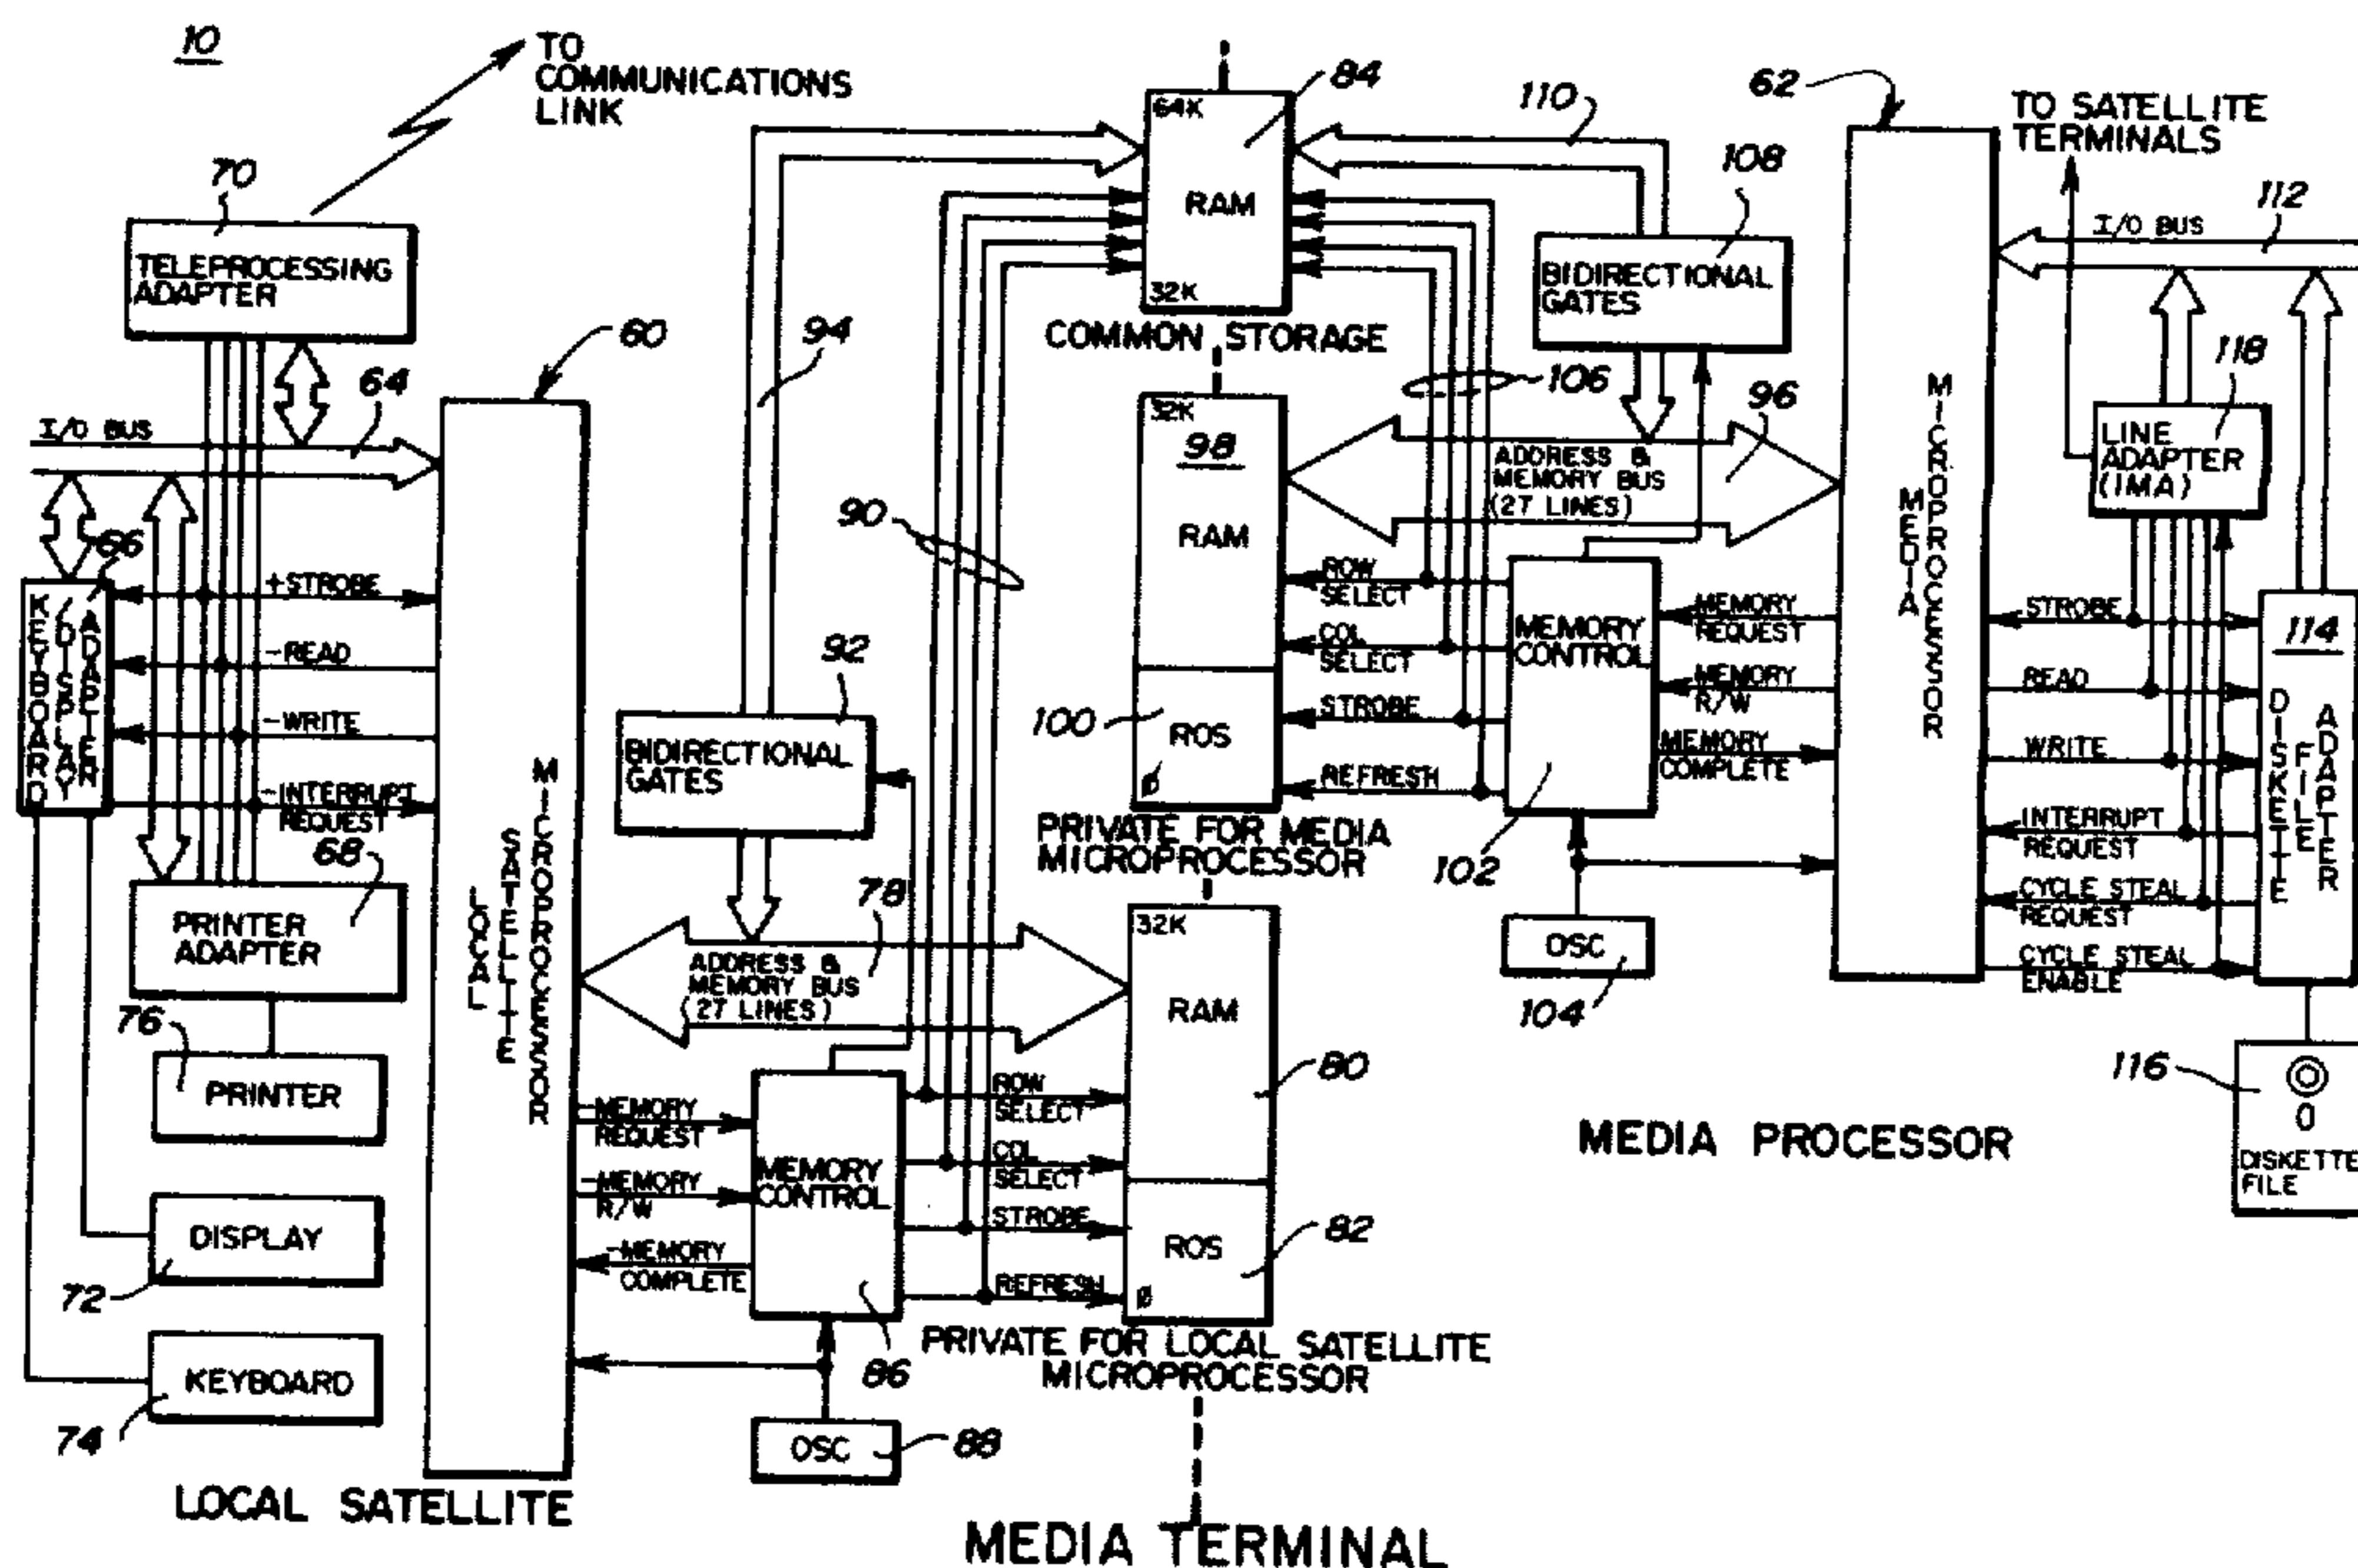 10
TO
COMMUNICATIONS
LINK
70
TELEPROCESSING
ADAPTER
I/O BUS
64
60
66
KEYBOARD
/DISPLAY
ADAPTER
+STROBE
-READ
-WRITE
-INTERRUPT
REQUEST
68
PRINTER
ADAPTER
76
PRINTER
DISPLAY
72
KEYBOARD
74
LOCAL
SATELLITE
MICROPROCESSOR
LOCAL SATELLITE
94
90
92
BIDIRECTIONAL
GATES
78
ADDRESS &
MEMORY BUS
(27 LINES)
-MEMORY
REQUEST
-MEMORY
R/W
-MEMORY
COMPLETE
MEMORY
CONTROL
86
OSC
88
ROW
SELECT
COL
SELECT
STROBE
REFRESH
64K
84
RAM
32K
COMMON STORAGE
32K
98
RAM
100
ROS
Ø
PRIVATE FOR MEDIA
MICROPROCESSOR
32K
RAM
80
ROS
82
Ø
PRIVATE FOR LOCAL SATELLITE
MICROPROCESSOR
MEDIA TERMINAL
110
108
BIDIRECTIONAL
GATES
106
96
ADDRESS &
MEMORY BUS
(27 LINES)
ROW
SELECT
COL
SELECT
STROBE
REFRESH
MEMORY
CONTROL
102
OSC
104
MEMORY
REQUEST
MEMORY
R/W
MEMORY
COMPLETE
62
MEDIA
MICROPROCESSOR
TO SATELLITE
TERMINALS
I/O BUS
112
118
LINE
ADAPTER
(IMA)
STROBE
READ
WRITE
INTERRUPT
REQUEST
CYCLE STEAL
REQUEST
CYCLE STEAL
ENABLE
114
DISKETTE
FILE
ADAPTER
116
DISKETTE
FILE
MEDIA PROCESSOR